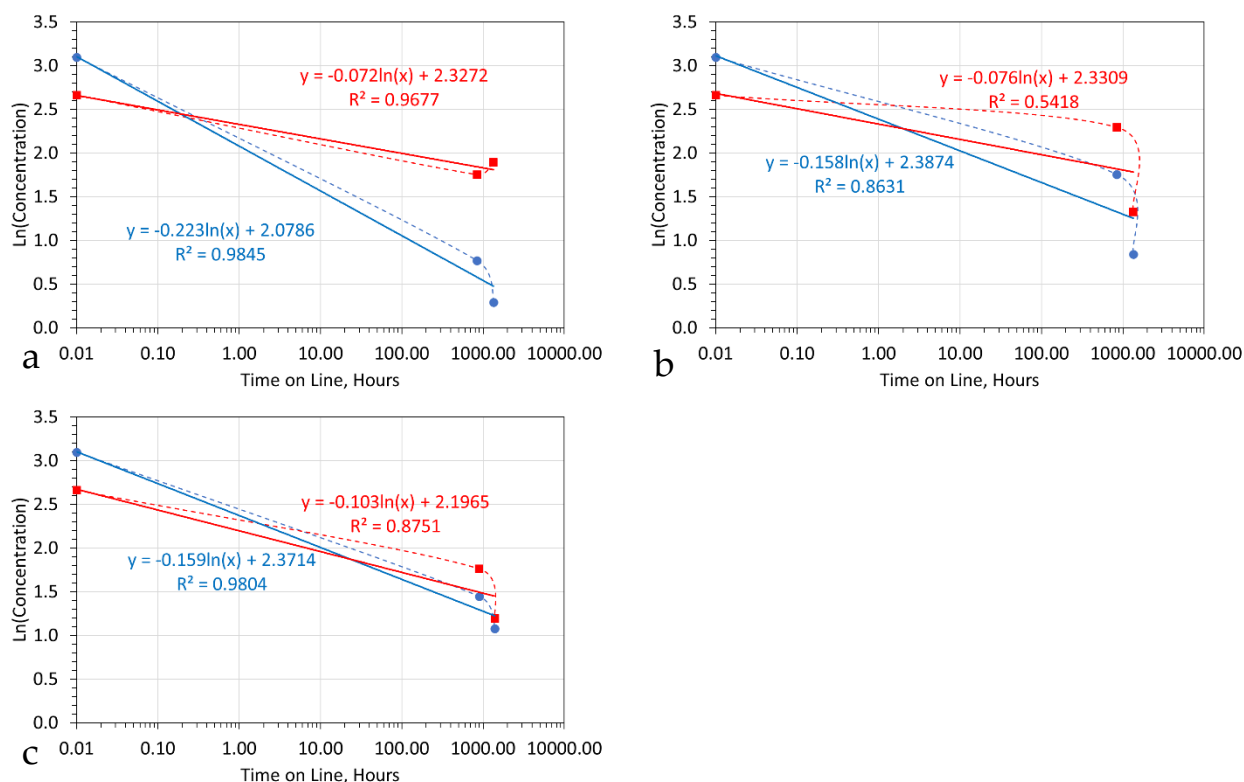 3.5
3.0
2.5
2.0
1.5
1.0
0.5
0.0
Ln(Concentration)
y = -0.072ln(x) + 2.3272
R² = 0.9677
y = -0.223ln(x) + 2.0786
R² = 0.9845
0.01 0.10 1.00 10.00 100.00 1000.00 10000.00
Time on Line, Hours
a
3.5
3.0
2.5
2.0
1.5
1.0
0.5
0.0
Ln(Concentration)
y = -0.076ln(x) + 2.3309
R² = 0.5418
y = -0.158ln(x) + 2.3874
R² = 0.8631
0.01 0.10 1.00 10.00 100.00 1000.00 10000.00
Time on Line, Hours
b
3.5
3.0
2.5
2.0
1.5
1.0
0.5
0.0
Ln(Concentration)
y = -0.103ln(x) + 2.1965
R² = 0.8751
y = -0.159ln(x) + 2.3714
R² = 0.9804
0.01 0.10 1.00 10.00 100.00 1000.00 10000.00
Time on Line, Hours
c